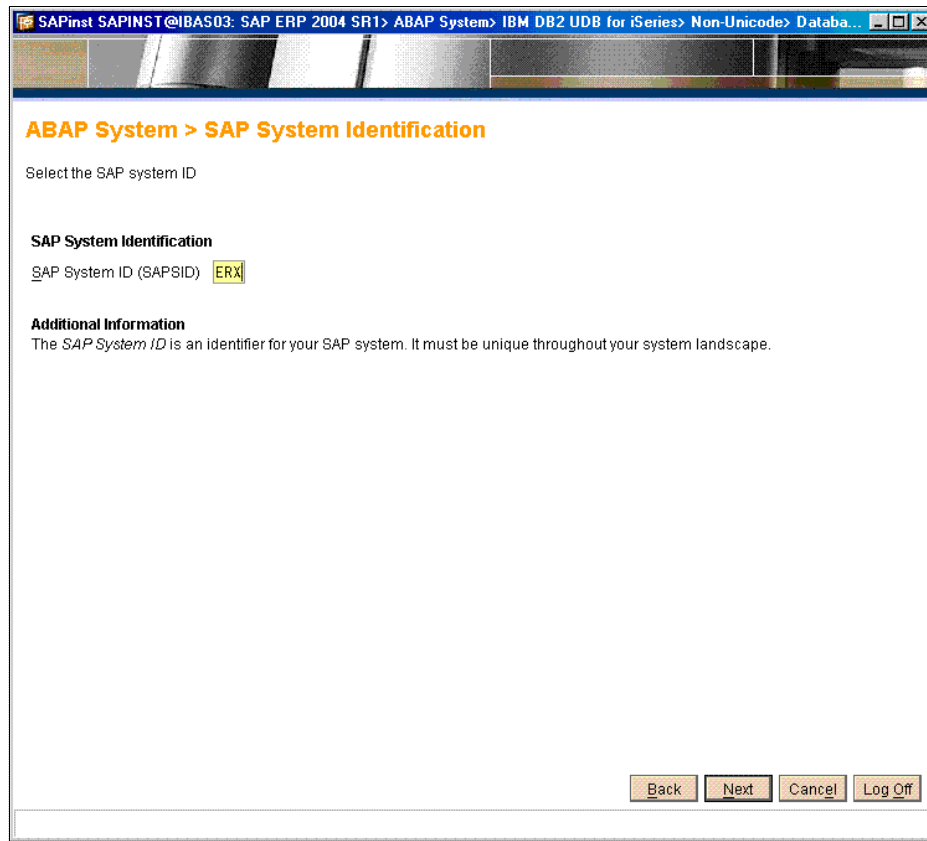 SAPinst SAPINST@IBAS03: SAP ERP 2004 SR1> ABAP System> IBM DB2 UDB for iSeries> Non-Unicode> Databa...
ABAP System > SAP System Identification
Select the SAP system ID
SAP System Identification
SAP System ID (SAPSID) ERX
Additional Information
The SAP System ID is an identifier for your SAP system. It must be unique throughout your system landscape.
Back Next Cancel Log Off